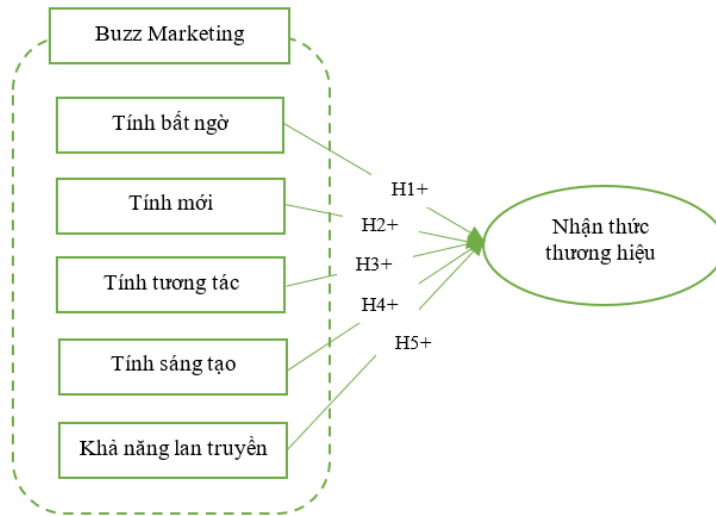 Buzz Marketing
Tính bất ngờ
Tính mới
Tính tương tác
Tính sáng tạo
Khả năng lan truyền
H1+
H2+
H3+
H4+
H5+
Nhận thức
thương hiệu